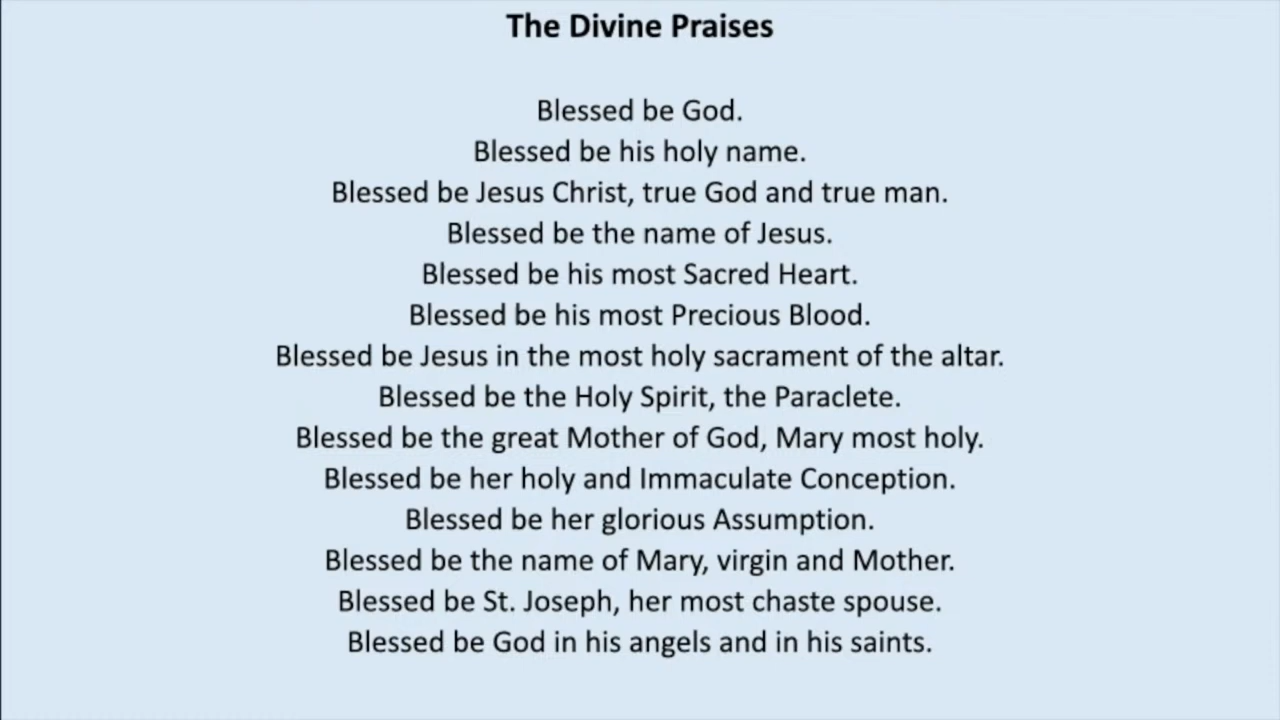 The Divine Praises
Blessed be God.
Blessed be his holy name.
Blessed be Jesus Christ, true God and true man.
Blessed be the name of Jesus.
Blessed be his most Sacred Heart.
Blessed be his most Precious Blood.
Blessed be Jesus in the most holy sacrament of the altar.
Blessed be the Holy Spirit, the Paraclete.
Blessed be the great Mother of God, Mary most holy.
Blessed be her holy and Immaculate Conception.
Blessed be her glorious Assumption.
Blessed be the name of Mary, virgin and Mother.
Blessed be St. Joseph, her most chaste spouse.
Blessed be God in his angels and in his saints.